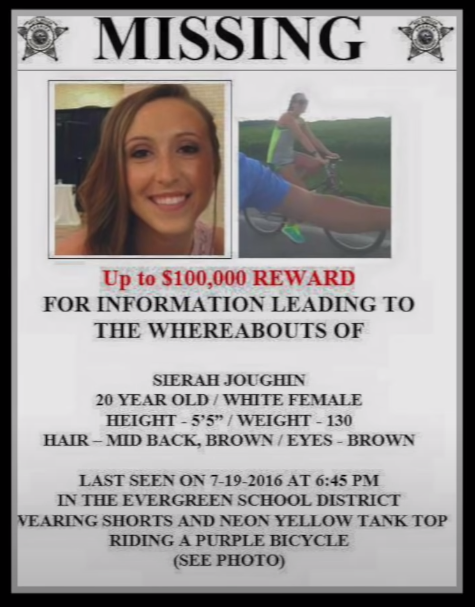 MISSING
Up to $100,000 REWARD
FOR INFORMATION LEADING TO
THE WHEREABOUTS OF
SIERAH JOUGHIN
20 YEAR OLD / WHITE FEMALE
HEIGHT - 5'5” / WEIGHT - 130
HAIR – MID BACK, BROWN / EYES - BROWN
LAST SEEN ON 7-19-2016 AT 6:45 PM
IN THE EVERGREEN SCHOOL DISTRICT
WEARING SHORTS AND NEON YELLOW TANK TOP
RIDING A PURPLE BICYCLE
(SEE PHOTO)